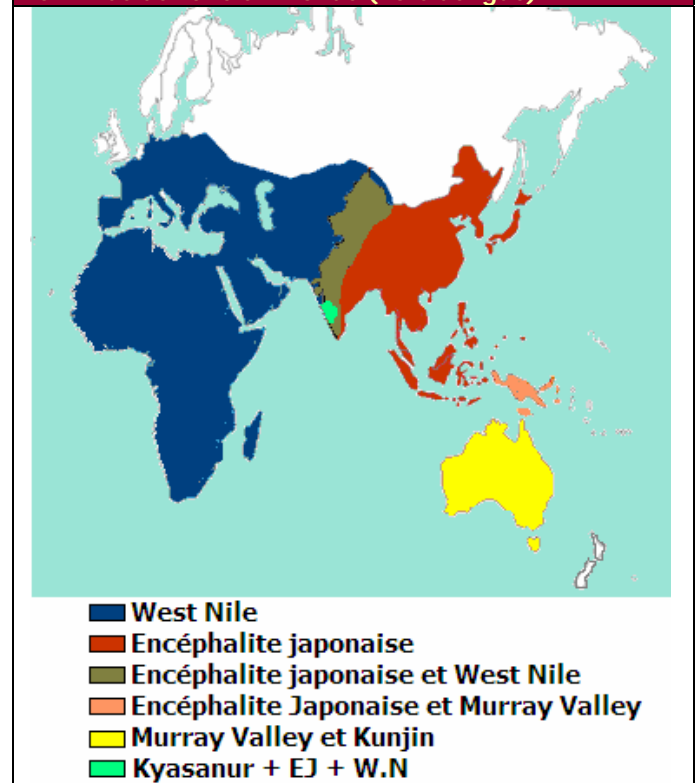 West Nile
Encéphalite japonaise
Encéphalite japonaise et West Nile
Encéphalite Japonaise et Murray Valley
Murray Valley et Kunjin
Kyasanur + EJ + W.N